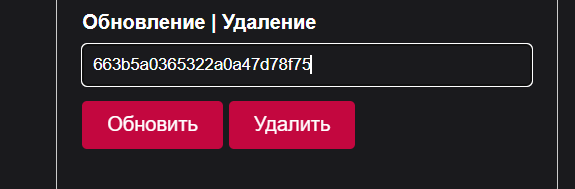 Обновление | Удаление
663b5a0365322a0a47d78f75
Обновить Удалить